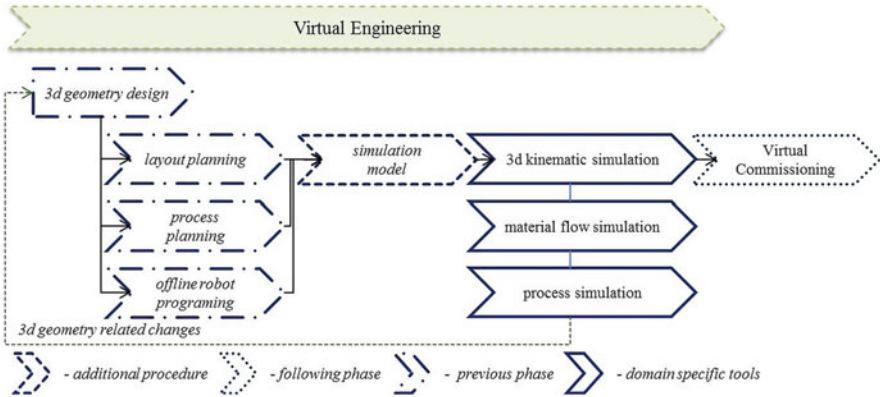 Virtual Engineering
3d geometry design
layout planning
simulation
model
3d kinematic simulation
Virtual
Commissioning
process
planning
material flow simulation
offline robot
programing
process simulation
3d geometry related changes
- additional procedure
- following phase
- previous phase
- domain specific tools